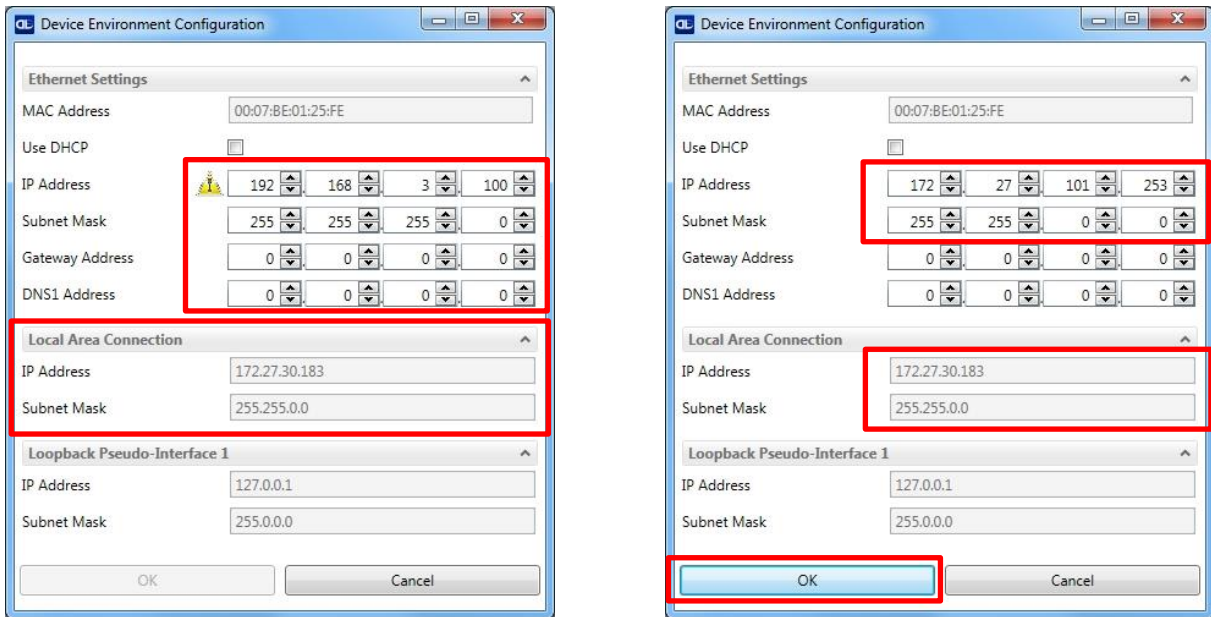 Device Environment Configuration
Ethernet Settings
MAC Address 00:07:BE:01:25:FE
Use DHCP
IP Address 192 . 168 . 3 . 100
Subnet Mask 255 . 255 . 255 . 0
Gateway Address 0 . 0 . 0 . 0
DNS1 Address 0 . 0 . 0 . 0
Local Area Connection
IP Address 172.27.30.183
Subnet Mask 255.255.0.0
Loopback Pseudo-Interface 1
IP Address 127.0.0.1
Subnet Mask 255.0.0.0
OK Cancel
Device Environment Configuration
Ethernet Settings
MAC Address 00:07:BE:01:25:FE
Use DHCP
IP Address 172 . 27 . 101 . 253
Subnet Mask 255 . 255 . 0 . 0
Gateway Address 0 . 0 . 0 . 0
DNS1 Address 0 . 0 . 0 . 0
Local Area Connection
IP Address 172.27.30.183
Subnet Mask 255.255.0.0
Loopback Pseudo-Interface 1
IP Address 127.0.0.1
Subnet Mask 255.0.0.0
OK Cancel